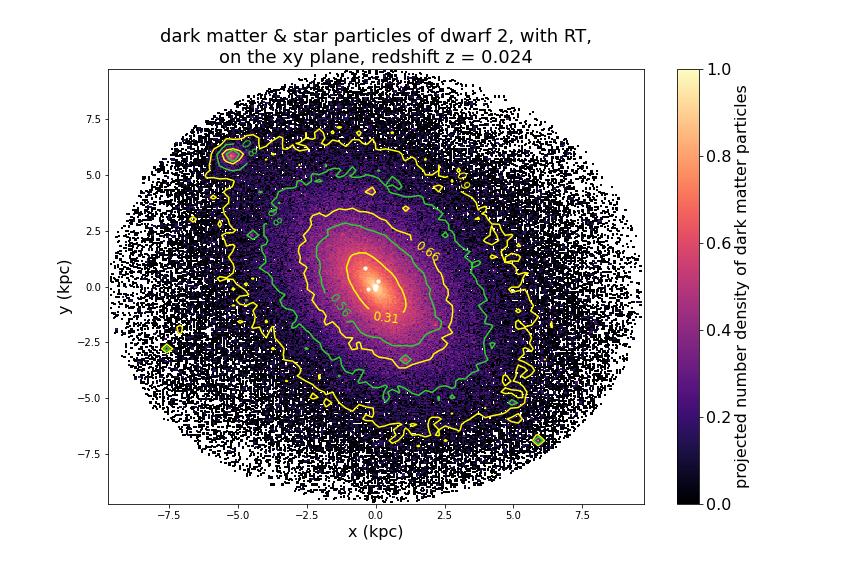 dark matter & star particles of dwarf 2, with RT,
on the xy plane, redshift z = 0.024
y (kpc)
7.5
5.0
2.5
0.0
−2.5
−5.0
−7.5
0.66
0.56
0.31
−7.5 −5.0 −2.5 0.0 2.5 5.0 7.5
x (kpc)
1.0
0.8
0.6
0.4
0.2
0.0
projected number density of dark matter particles